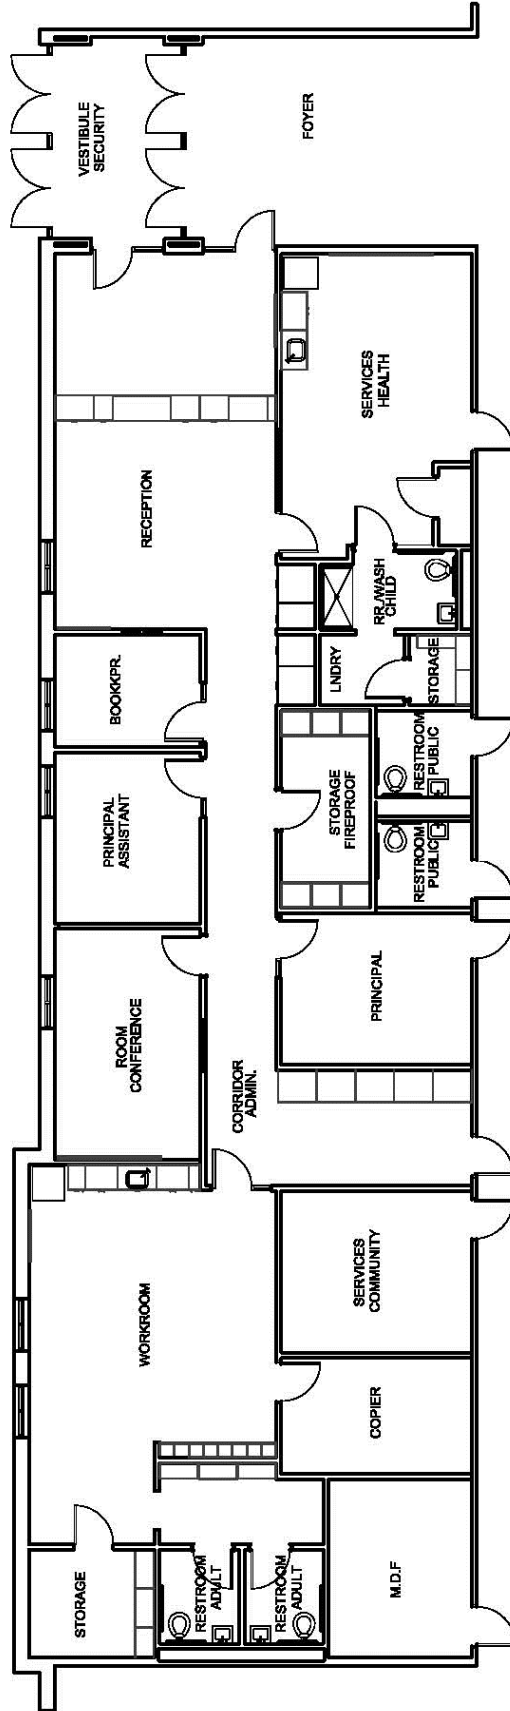 VESTIBULE
SECURITY
FOYER
SERVICES
HEALTH
RECEPTION
RR./WASH
CHILD
LNDRY
STORAGE
BOOKKPR.
RESTROOM
PUBLIC
PRINCIPAL
ASSISTANT
STORAGE
FIREPROOF
RESTROOM
PUBLIC
PRINCIPAL
ROOM
CONFERENCE
CORRIDOR
ADMIN.
SERVICES
COMMUNITY
WORKROOM
COPIER
STORAGE
RESTROOM
ADULT
RESTROOM
ADULT
M.D.F